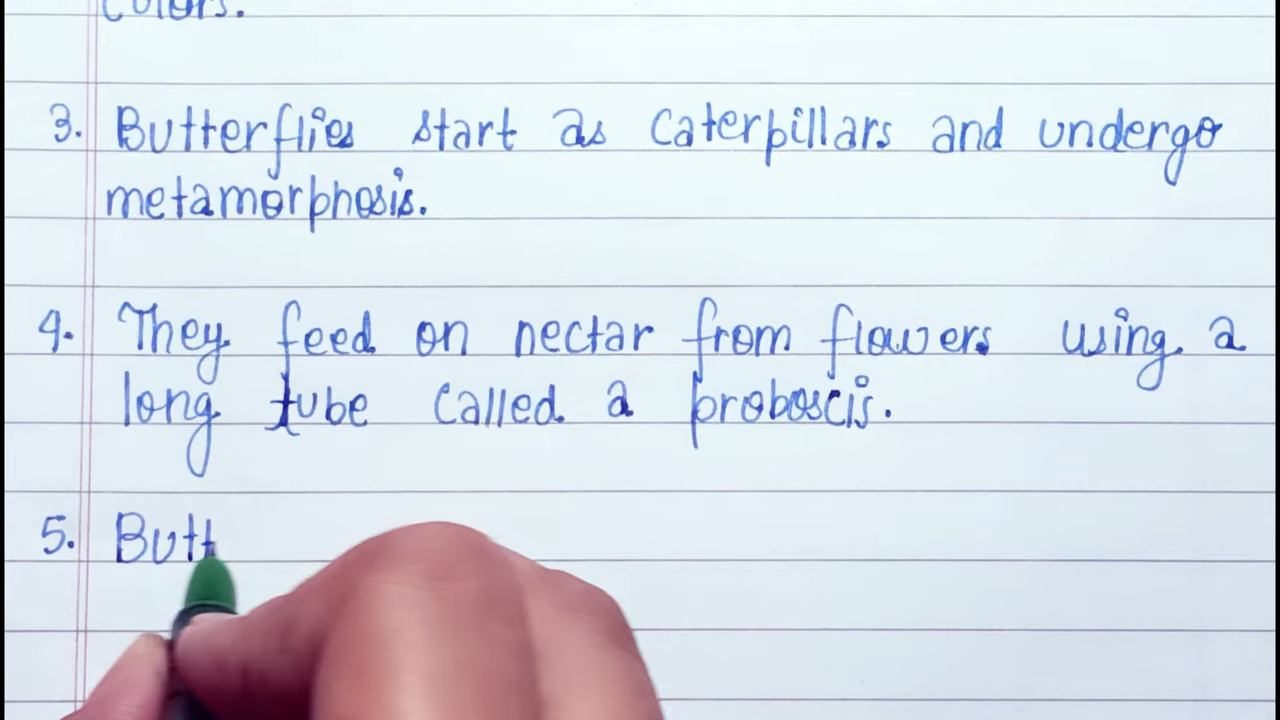 colors.
3. Butterflies start as caterpillars and undergo
metamorphosis.
4. They feed on nectar from flowers using a
long tube called a proboscis.
5. Butt